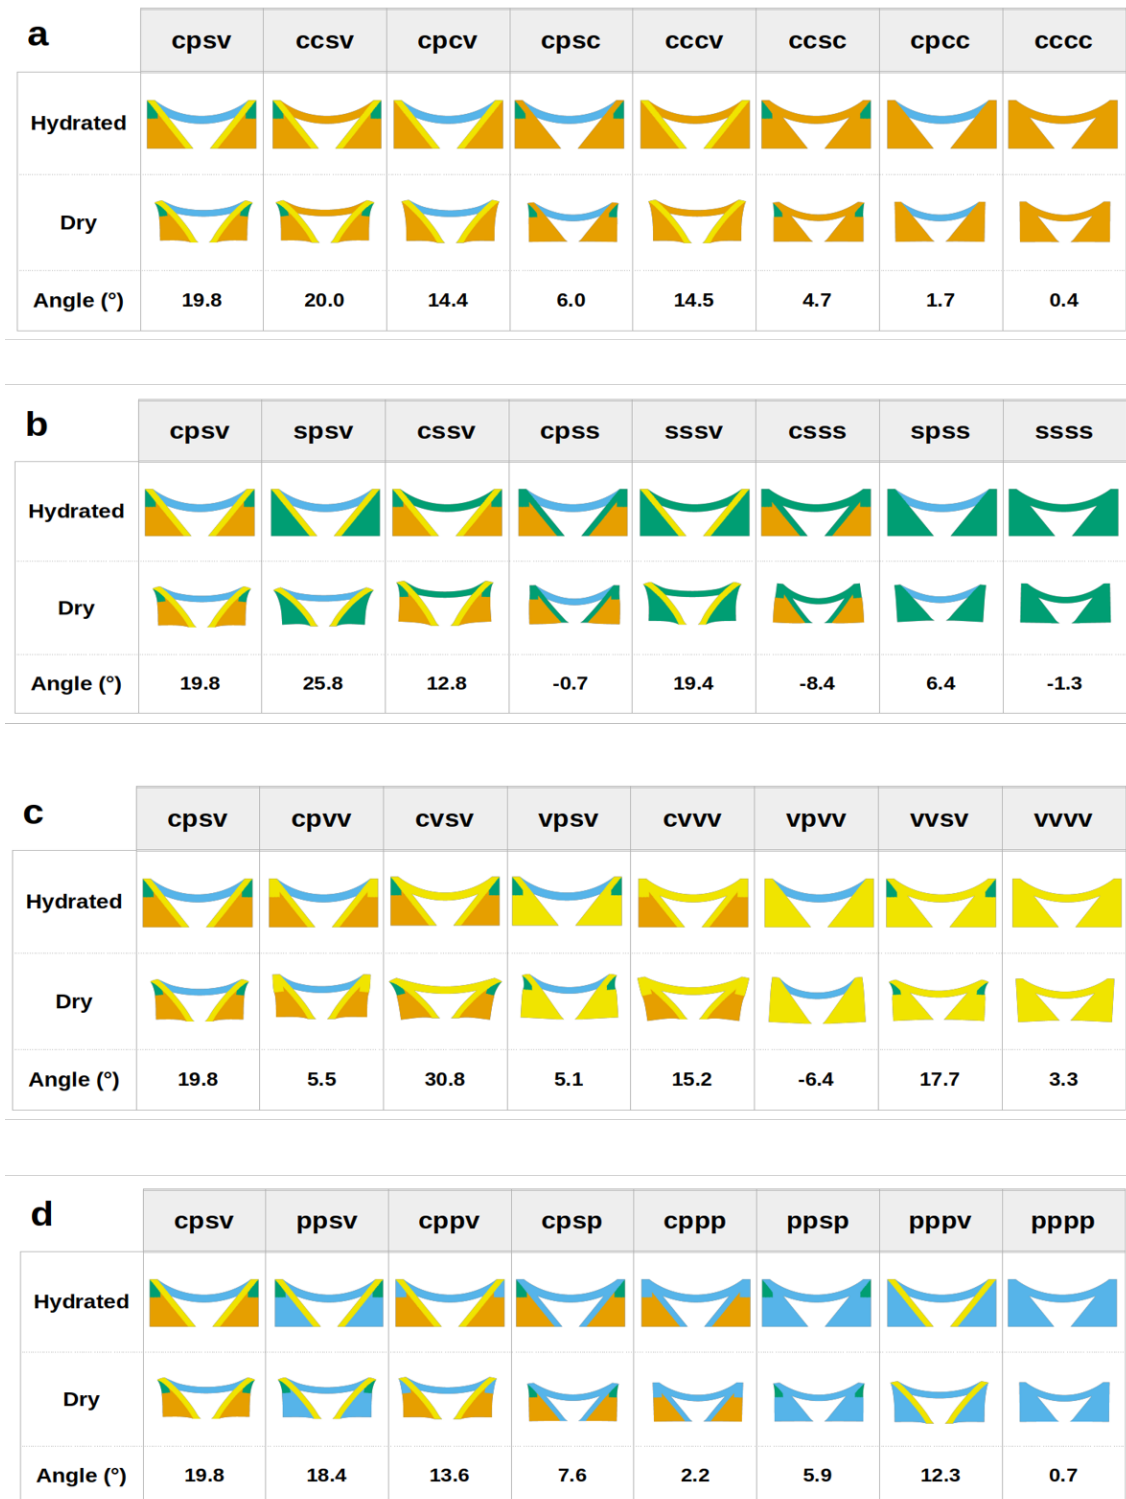 a cpsv ccsv cpcv cpsc cccv ccsc cpcc cccc
Hydrated
Dry
Angle (°) 19.8 20.0 14.4 6.0 14.5 4.7 1.7 0.4
b cpsv spsv cssv cpss sssv csss spss ssss
Hydrated
Dry
Angle (°) 19.8 25.8 12.8 -0.7 19.4 -8.4 6.4 -1.3
c cpsv cpvv cvsv vpsv cvvv vpvv vvsv vvvv
Hydrated
Dry
Angle (°) 19.8 5.5 30.8 5.1 15.2 -6.4 17.7 3.3
d cpsv ppsv cppv cpsp cppp ppsp pppv pppp
Hydrated
Dry
Angle (°) 19.8 18.4 13.6 7.6 2.2 5.9 12.3 0.7